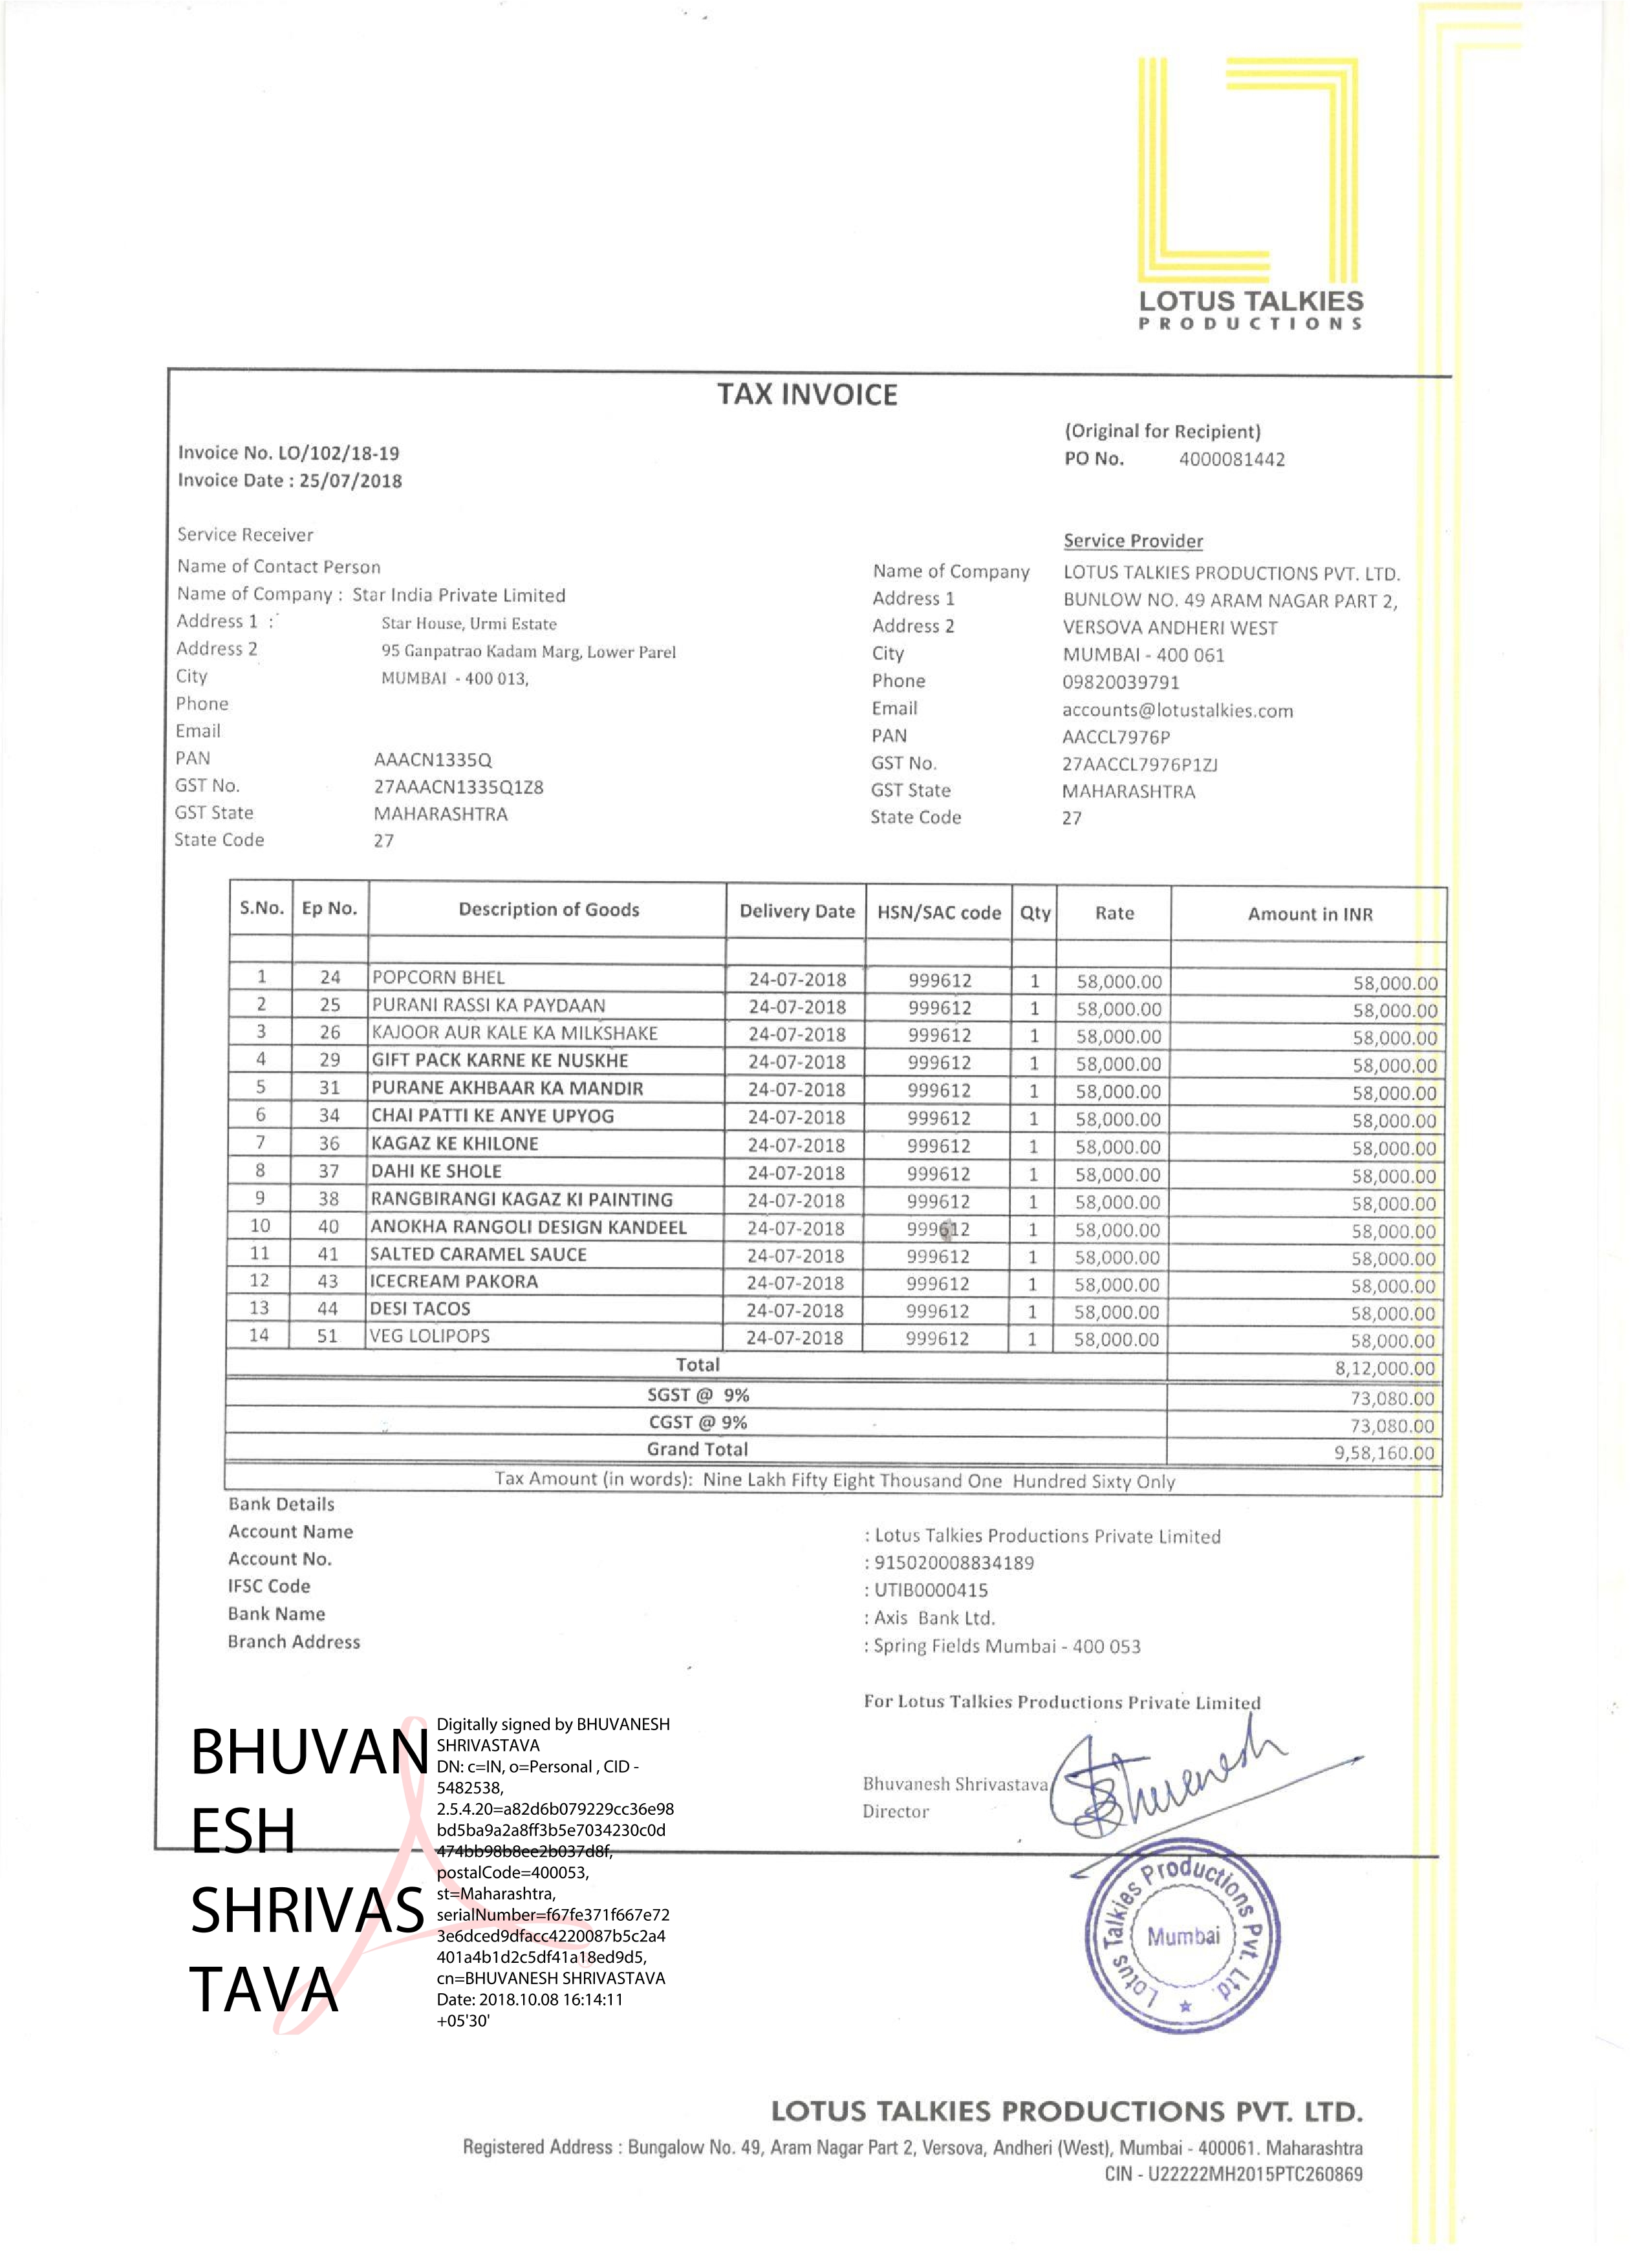 LOTUS TALKIES
PRODUCTIONS
TAX INVOICE
(Original for Recipient)
Invoice No. LO/102/18-19
PO No. 4000081442
Invoice Date : 25/07/2018
Service Receiver
Name of Contact Person
Name of Company : Star India Private Limited
Address 1 : Star House, Urmi Estate
Address 2 95 Ganpatrao Kadam Marg, Lower Parel
City MUMBAI - 400 013,
Phone
Email
PAN AAACN1335Q
GST No. 27AAACN1335Q1Z8
GST State MAHARASHTRA
State Code 27
Service Provider
Name of Company LOTUS TALKIES PRODUCTIONS PVT. LTD.
Address 1 BUNLOW NO. 49 ARAM NAGAR PART 2,
Address 2 VERSOVA ANDHERI WEST
City MUMBAI - 400 061
Phone 09820039791
Email accounts@lotustalkies.com
PAN AACCL7976P
GST No. 27AACCL7976P1ZJ
GST State MAHARASHTRA
State Code 27
S.No. Ep No. Description of Goods Delivery Date HSN/SAC code Qty Rate Amount in INR
1 24 POPCORN BHEL 24-07-2018 999612 1 58,000.00 58,000.00
2 25 PURANI RASSI KA PAYDAAN 24-07-2018 999612 1 58,000.00 58,000.00
3 26 KAJOOR AUR KALE KA MILKSHAKE 24-07-2018 999612 1 58,000.00 58,000.00
4 29 GIFT PACK KARNE KE NUSKHE 24-07-2018 999612 1 58,000.00 58,000.00
5 31 PURANE AKHBAAR KA MANDIR 24-07-2018 999612 1 58,000.00 58,000.00
6 34 CHAI PATTI KE ANYE UPYOG 24-07-2018 999612 1 58,000.00 58,000.00
7 36 KAGAZ KE KHILONE 24-07-2018 999612 1 58,000.00 58,000.00
8 37 DAHI KE SHOLE 24-07-2018 999612 1 58,000.00 58,000.00
9 38 RANGBIRANGI KAGAZ KI PAINTING 24-07-2018 999612 1 58,000.00 58,000.00
10 40 ANOKHA RANGOLI DESIGN KANDEEL 24-07-2018 999612 1 58,000.00 58,000.00
11 41 SALTED CARAMEL SAUCE 24-07-2018 999612 1 58,000.00 58,000.00
12 43 ICECREAM PAKORA 24-07-2018 999612 1 58,000.00 58,000.00
13 44 DESI TACOS 24-07-2018 999612 1 58,000.00 58,000.00
14 51 VEG LOLIPOPS 24-07-2018 999612 1 58,000.00 58,000.00
Total 8,12,000.00
SGST @ 9% 73,080.00
CGST @ 9% 73,080.00
Grand Total 9,58,160.00
Tax Amount (in words): Nine Lakh Fifty Eight Thousand One Hundred Sixty Only
Bank Details
Account Name : Lotus Talkies Productions Private Limited
Account No. : 915020008834189
IFSC Code : UTIB0000415
Bank Name : Axis Bank Ltd.
Branch Address : Spring Fields Mumbai - 400 053
For Lotus Talkies Productions Private Limited
Bhuvanesh
Bhuvanesh Shrivastava
Director
BHUVAN
ESH
SHRIVAS
TAVA
Digitally signed by BHUVANESH
SHRIVASTAVA
DN: c=IN, o=Personal , CID -
5482538,
2.5.4.20=a82d6b079229cc36e98
bd5ba9a2a8ff3b5e7034230c0d
474bb98b8ee2b037d8f,
postalCode=400053,
st=Maharashtra,
serialNumber=f67fe371f667e72
3e6dced9dfacc4220087b5c2a4
401a4b1d2c5df41a18ed9d5,
cn=BHUVANESH SHRIVASTAVA
Date: 2018.10.08 16:14:11
+05'30'
Lotus Talkies Productions Pvt. Ltd.
Mumbai
LOTUS TALKIES PRODUCTIONS PVT. LTD.
Registered Address : Bungalow No. 49, Aram Nagar Part 2, Versova, Andheri (West), Mumbai - 400061. Maharashtra
CIN - U22222MH2015PTC260869